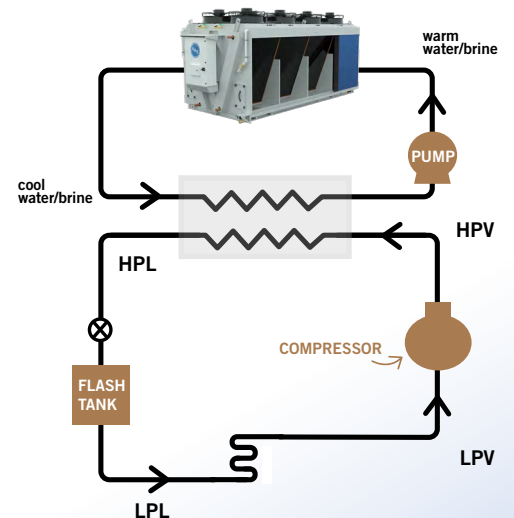 warm
water/brine
PUMP
cool
water/brine
HPV
HPL
COMPRESSOR
FLASH
TANK
LPV
LPL